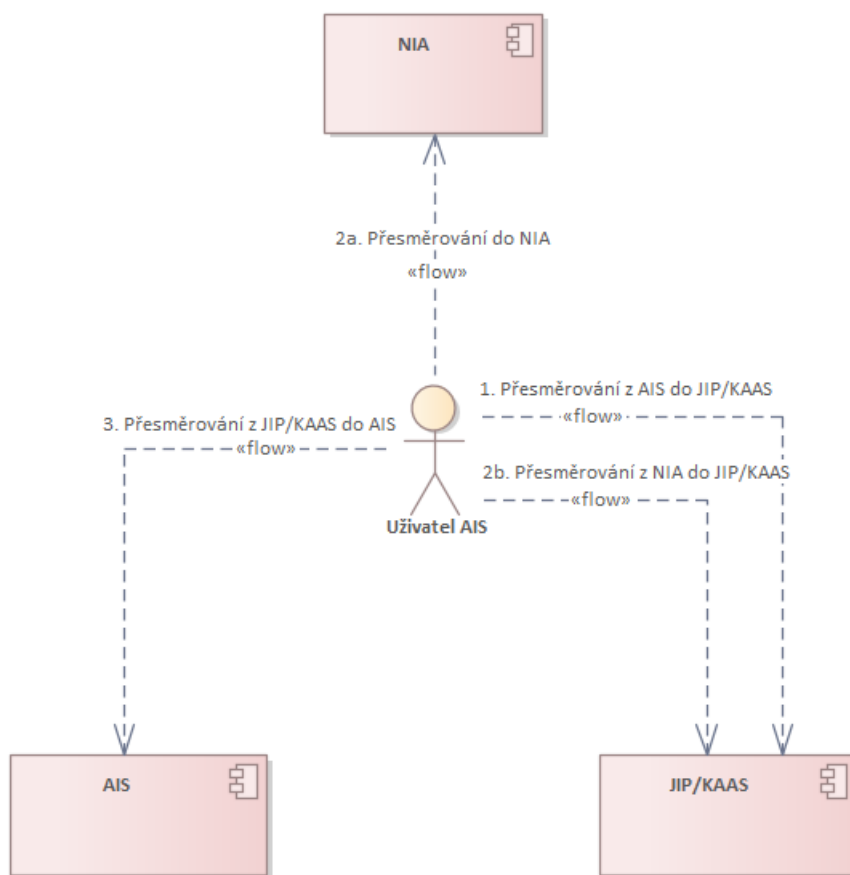 NIA
2a. Přesměrování do NIA
«flow»
1. Přesměrování z AIS do JIP/KAAS
«flow»
3. Přesměrování z JIP/KAAS do AIS
«flow»
2b. Přesměrování z NIA do JIP/KAAS
«flow»
Uživatel AIS
AIS
JIP/KAAS